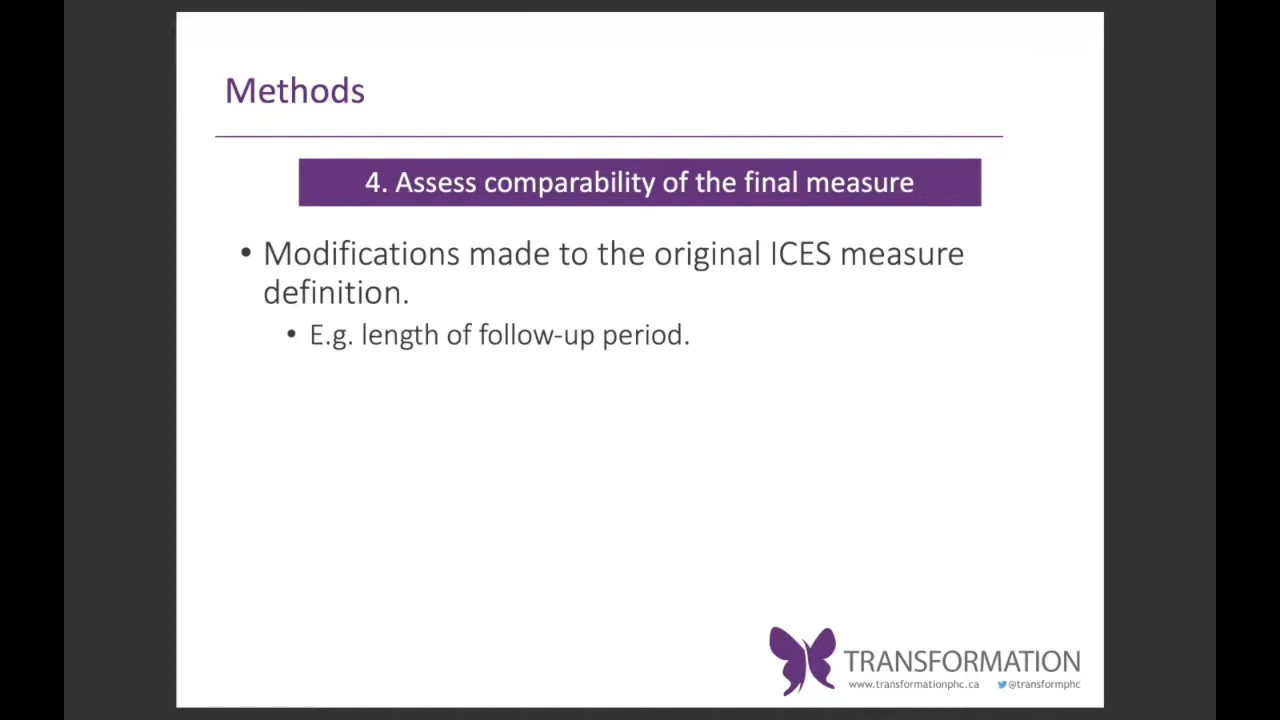 Methods
4. Assess comparability of the final measure
• Modifications made to the original ICES measure
definition.
• E.g. length of follow-up period.
TRANSFORMATION
www.transformationphc.ca @transformphc